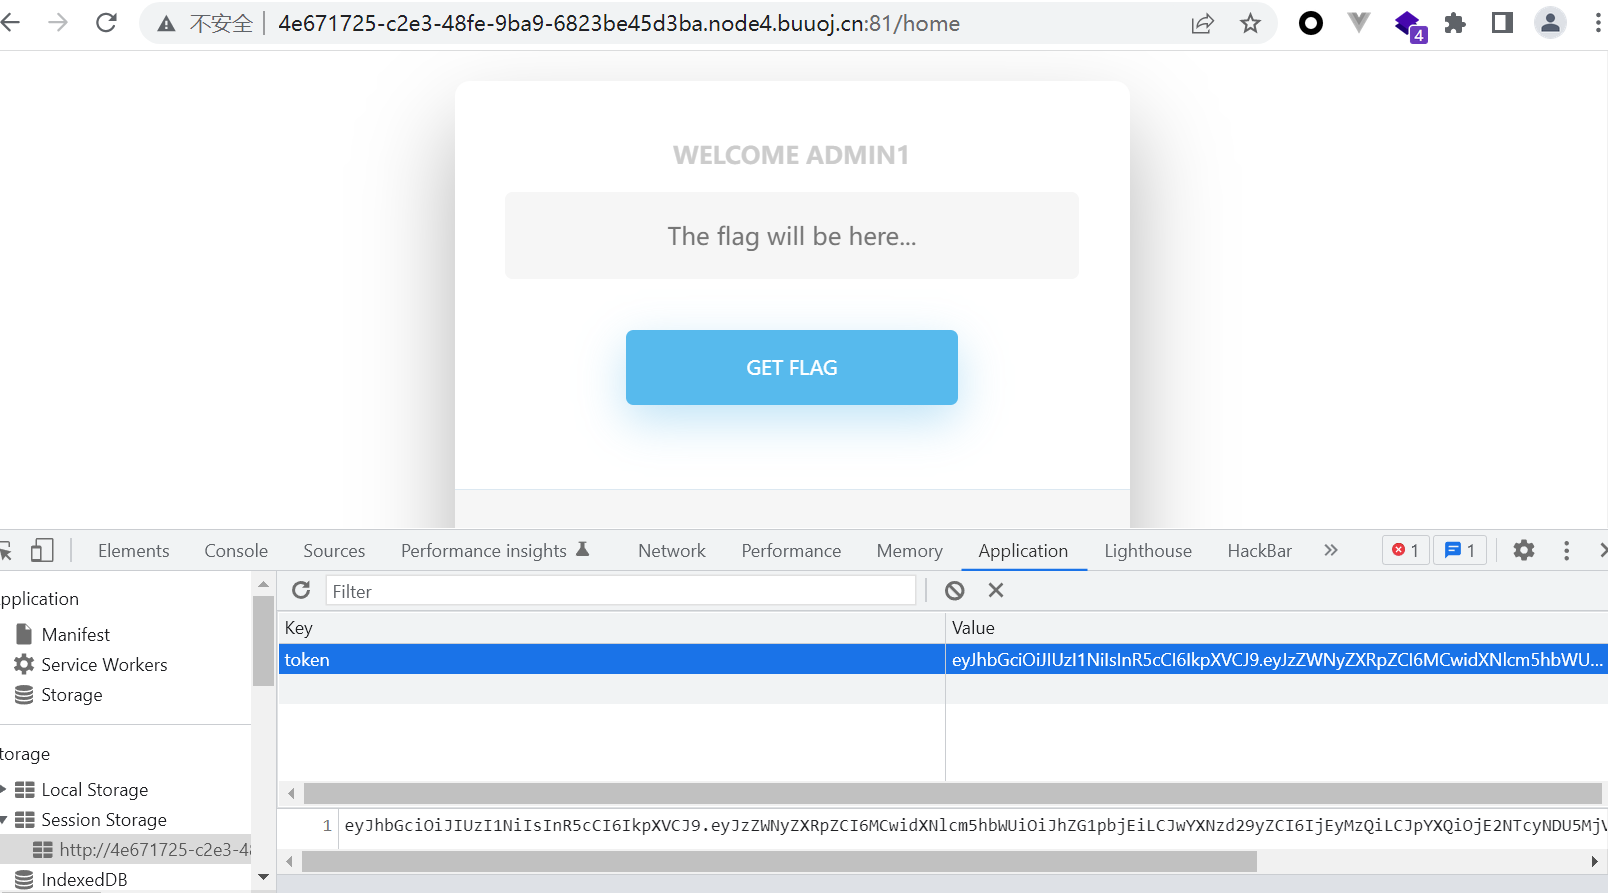 不安全 4e671725-c2e3-48fe-9ba9-6823be45d3ba.node4.buuoj.cn:81/home
4
WELCOME ADMIN1
The flag will be here...
GET FLAG
Elements Console Sources Performance insights Network Performance Memory Application Lighthouse HackBar » 1 1
pplication
Filter
Manifest
Service Workers
Storage
Key Value
token eyJhbGciOiJIUzI1NiIsInR5cCI6IkpXVCJ9.eyJzZWNyZXRpZCI6MCwidXNlcm5hbWU...
torage
Local Storage
Session Storage
http://4e671725-c2e3-48
IndexedDB
1 eyJhbGciOiJIUzI1NiIsInR5cCI6IkpXVCJ9.eyJzZWNyZXRpZCI6MCwidXNlcm5hbWUiOiJhZG1pbjEiLCJwYXNzd29yZCI6IjEyMzQiLCJpYXQiOjE2NTcyNDU5MjV